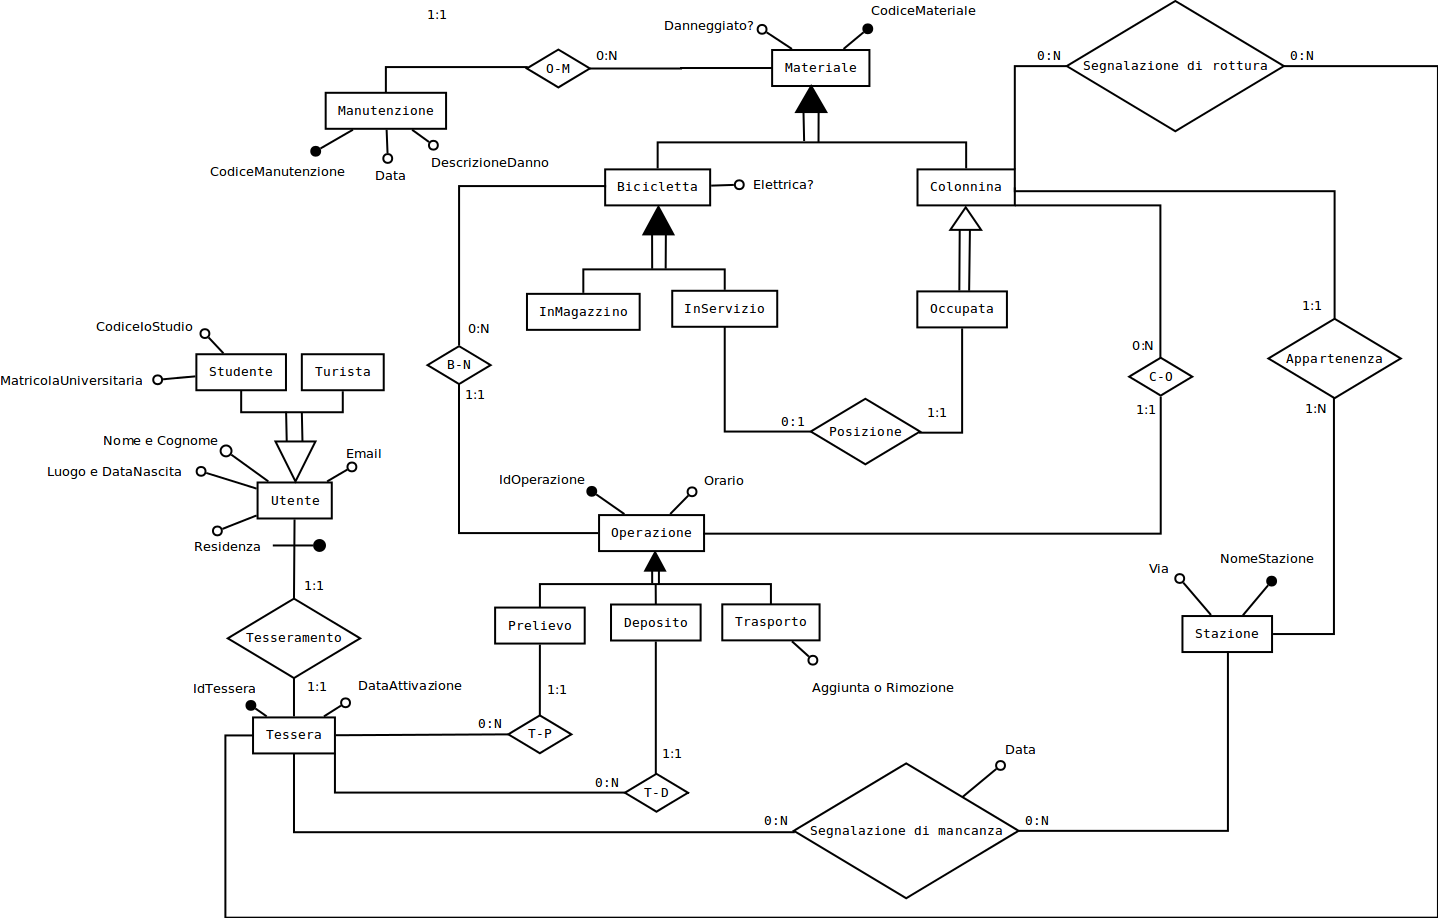 1:1
CodiceMateriale
Danneggiato?
O-M
0:N
Materiale
0:N
Segnalazione di rottura
0:N
Manutenzione
CodiceManutenzione
Data
DescrizioneDanno
Bicicletta
Elettrica?
Colonnina
InMagazzino
InServizio
Occupata
1:1
CodiceIoStudio
0:N
0:N
Appartenenza
MatricolaUniversitaria
Studente
Turista
B-N
C-O
1:1
1:1
1:N
0:1
Posizione
1:1
Nome e Cognome
Email
Luogo e DataNascita
IdOperazione
Orario
Utente
Operazione
Residenza
Via
NomeStazione
1:1
Prelievo
Deposito
Trasporto
Stazione
Tesseramento
1:1
IdTessera
DataAttivazione
1:1
Aggiunta o Rimozione
Tessera
0:N
T-P
1:1
Data
0:N
T-D
0:N
Segnalazione di mancanza
0:N